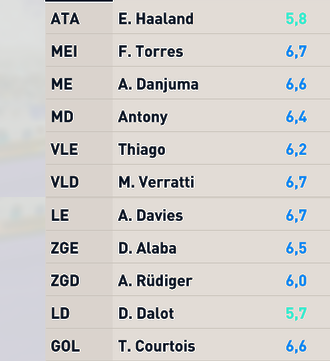 ATA E. Haaland 5,8
MEI F. Torres 6,7
ME A. Danjuma 6,6
MD Antony 6,4
VLE Thiago 6,2
VLD M. Verratti 6,7
LE A. Davies 6,7
ZGE D. Alaba 6,5
ZGD A. Rüdiger 6,0
LD D. Dalot 5,7
GOL T. Courtois 6,6